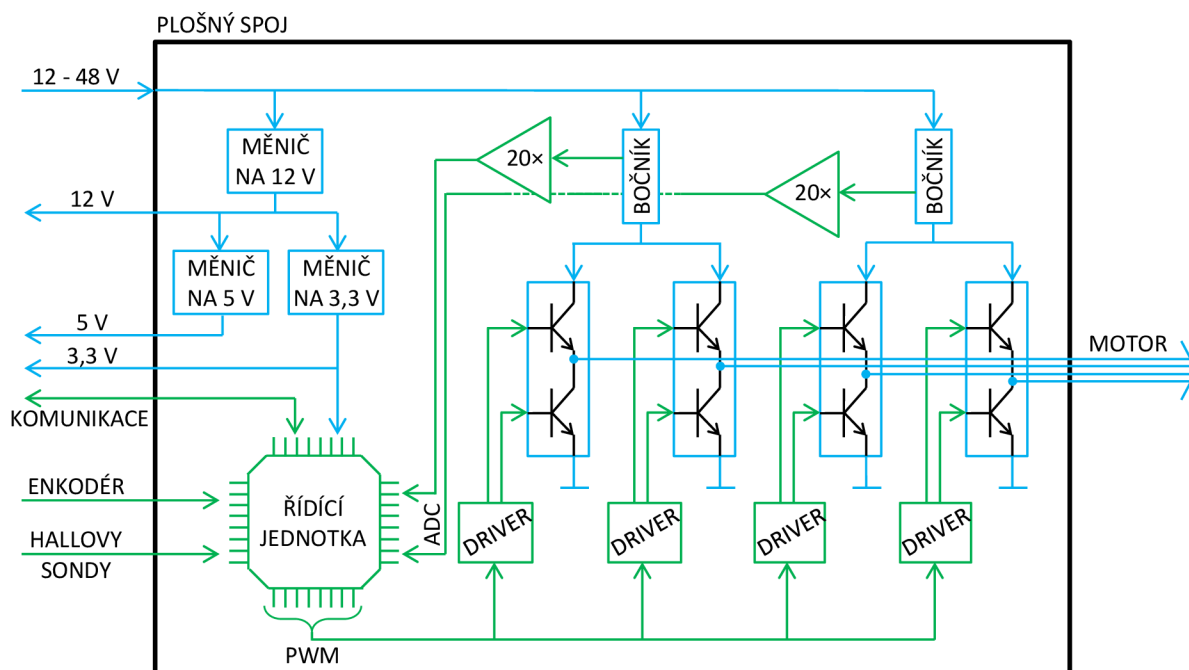 PLOŠNÝ SPOJ
12 - 48 V
MĚNIČ
NA 12 V
20×
BOČNÍK
20×
BOČNÍK
12 V
MĚNIČ
NA 5 V
MĚNIČ
NA 3,3 V
5 V
3,3 V
MOTOR
KOMUNIKACE
ENKODÉR
ŘÍDÍCÍ
JEDNOTKA
ADC
HALLOVY
SONDY
DRIVER
DRIVER
DRIVER
DRIVER
PWM